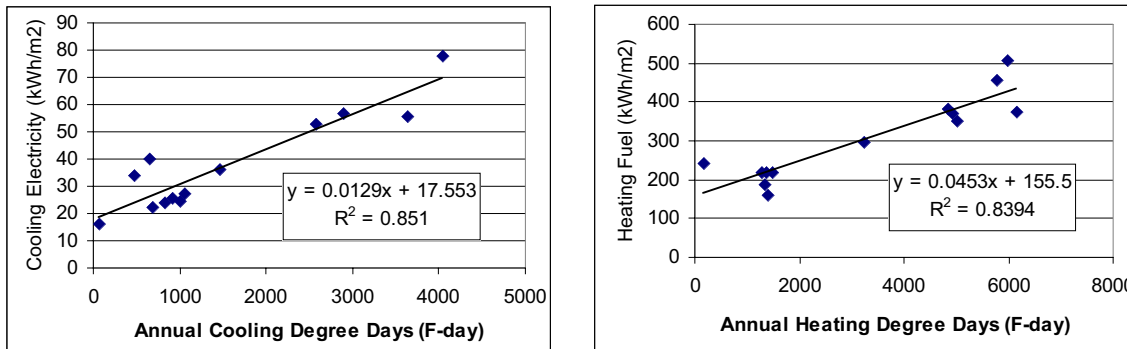 Cooling Electricity (kWh/m2)
90
80
70
60
50
40
30
20
10
0
y = 0.0129x + 17.553
R2 = 0.851
0 1000 2000 3000 4000 5000
Annual Cooling Degree Days (F-day)
Heating Fuel (kWh/m2)
600
500
400
300
200
100
0
y = 0.0453x + 155.5
R2 = 0.8394
0 2000 4000 6000 8000
Annual Heating Degree Days (F-day)